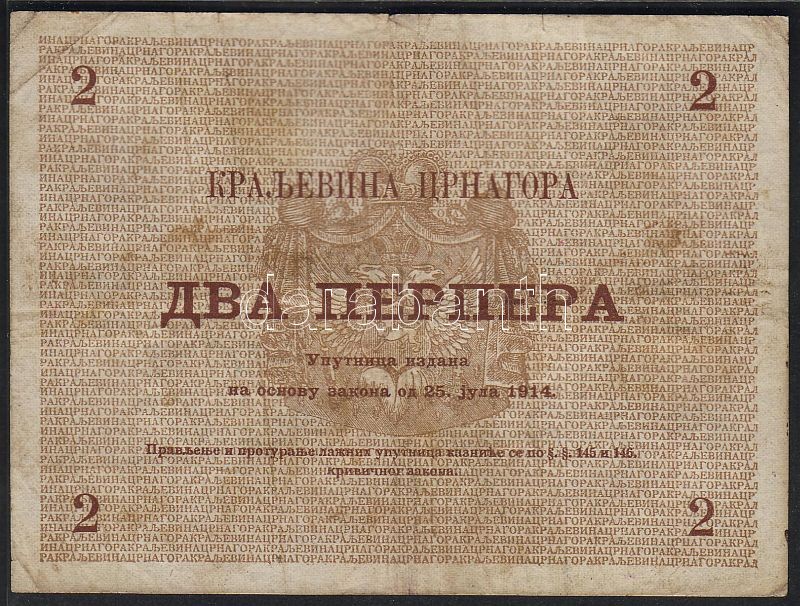 2 2
КРАЉЕВИНА ЦРНАГОРА
ДВА ПЕРПЕРА
Упутница издана
на основу закона од 25. јула 1914.
Прављење и протурање лажних упутница казниће се по §. §. 145 и 146.
кривичног закона.
2 2
darabanth